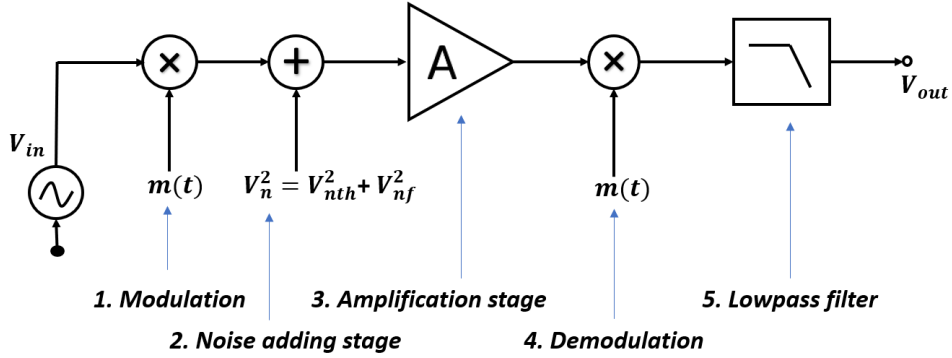 A
V_in
V_out
m(t)
V_n^2 = V_nth^2 + V_nf^2
m(t)
1. Modulation
3. Amplification stage
5. Lowpass filter
2. Noise adding stage
4. Demodulation